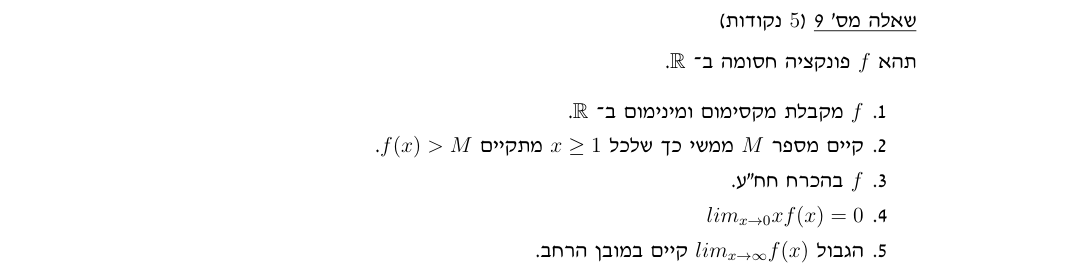 שאלה מס' 9 (5 נקודות)
תהא f פונקציה חסומה ב־ ℝ.
1. f מקבלת מקסימום ומינימום ב־ ℝ.
2. קיים מספר M ממשי כך שלכל x ≥ 1 מתקיים f(x) > M.
3. f בהכרח חח"ע.
4. lim_{x→0} xf(x) = 0
5. הגבול lim_{x→∞} f(x) קיים במובן הרחב.